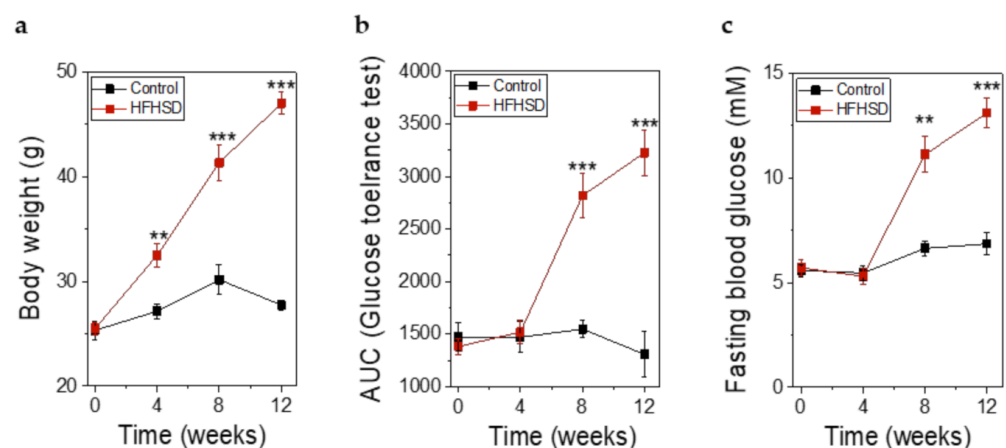 a
Body weight (g)
50
40
30
20
Control
HFHSD
**
***
***
0 4 8 12
Time (weeks)
b
AUC (Glucose toelrance test)
4000
3500
3000
2500
2000
1500
1000
Control
HFHSD
***
***
0 4 8 12
Time (weeks)
c
Fasting blood glucose (mM)
15
10
5
0
Control
HFHSD
**
***
0 4 8 12
Time (weeks)